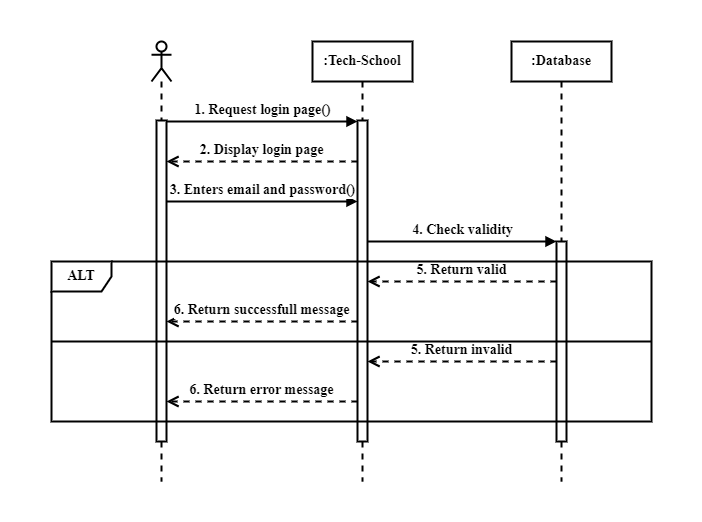 :Tech-School
:Database
1. Request login page()
2. Display login page
3. Enters email and password()
4. Check validity
ALT
5. Return valid
6. Return successfull message
5. Return invalid
6. Return error message